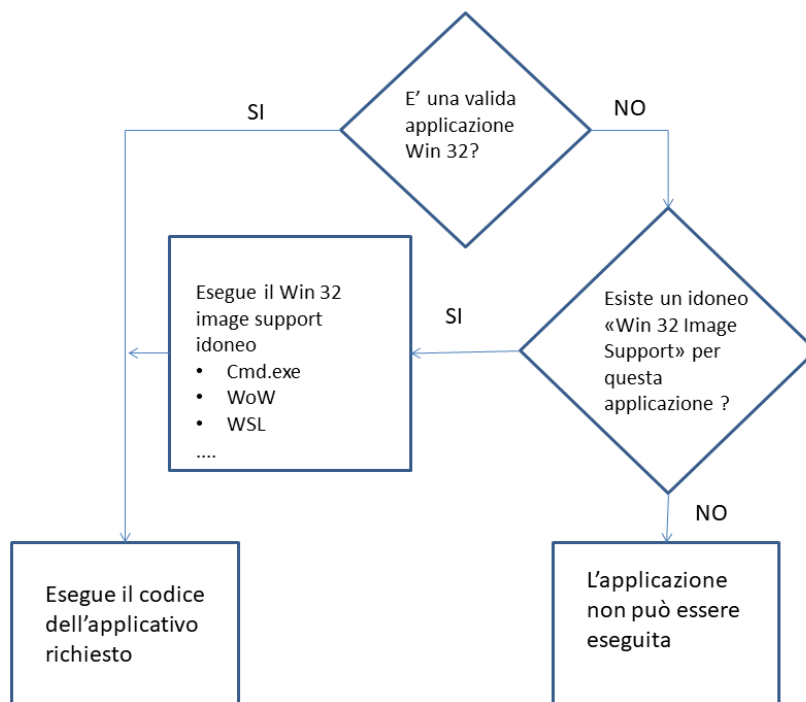 E' una valida
applicazione
Win 32?
SI
NO
Esegue il Win 32
image support
idoneo
• Cmd.exe
• WoW
• WSL
....
SI
Esiste un idoneo
«Win 32 Image
Support» per
questa
applicazione ?
NO
Esegue il codice
dell'applicativo
richiesto
L'applicazione
non può essere
eseguita